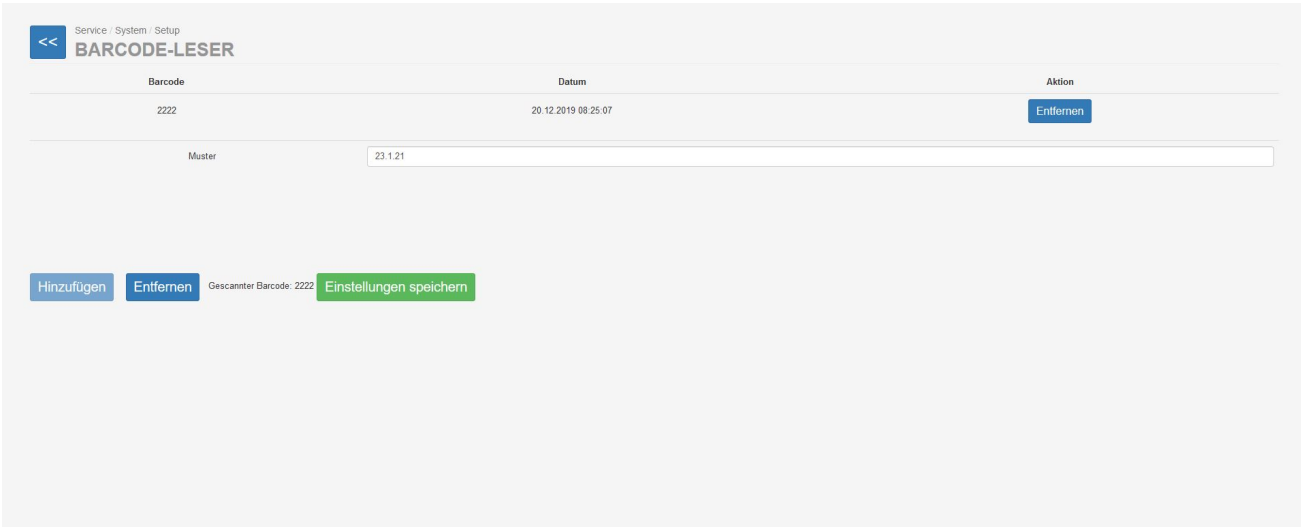 <<
Service / System / Setup
BARCODE-LESER
Barcode Datum Aktion
2222 20.12.2019 08:25:07 Entfernen
Muster 23.1.21
Hinzufügen Entfernen Gescannter Barcode: 2222 Einstellungen speichern